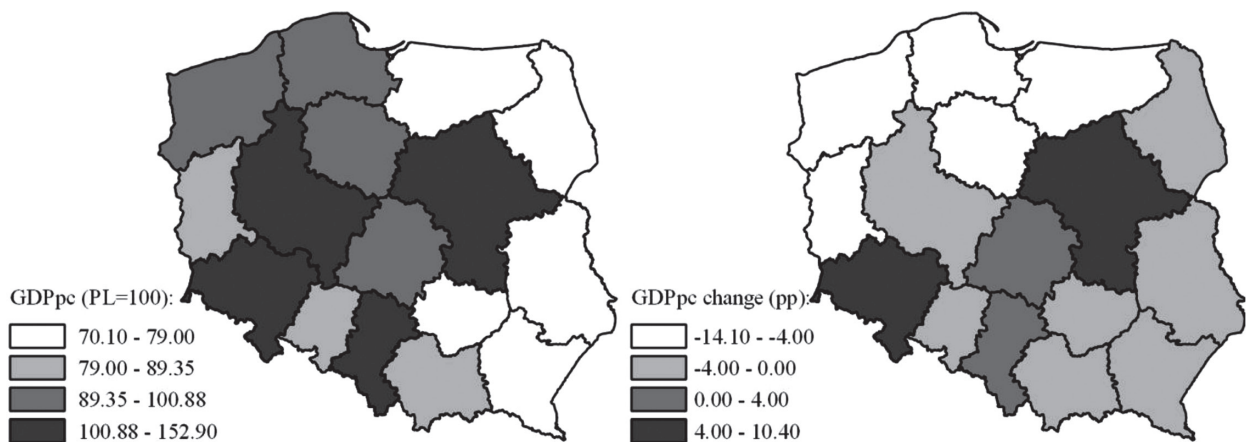 GDPpc (PL=100):
70.10 - 79.00
79.00 - 89.35
89.35 - 100.88
100.88 - 152.90
GDPpc change (pp):
-14.10 - -4.00
-4.00 - 0.00
0.00 - 4.00
4.00 - 10.40